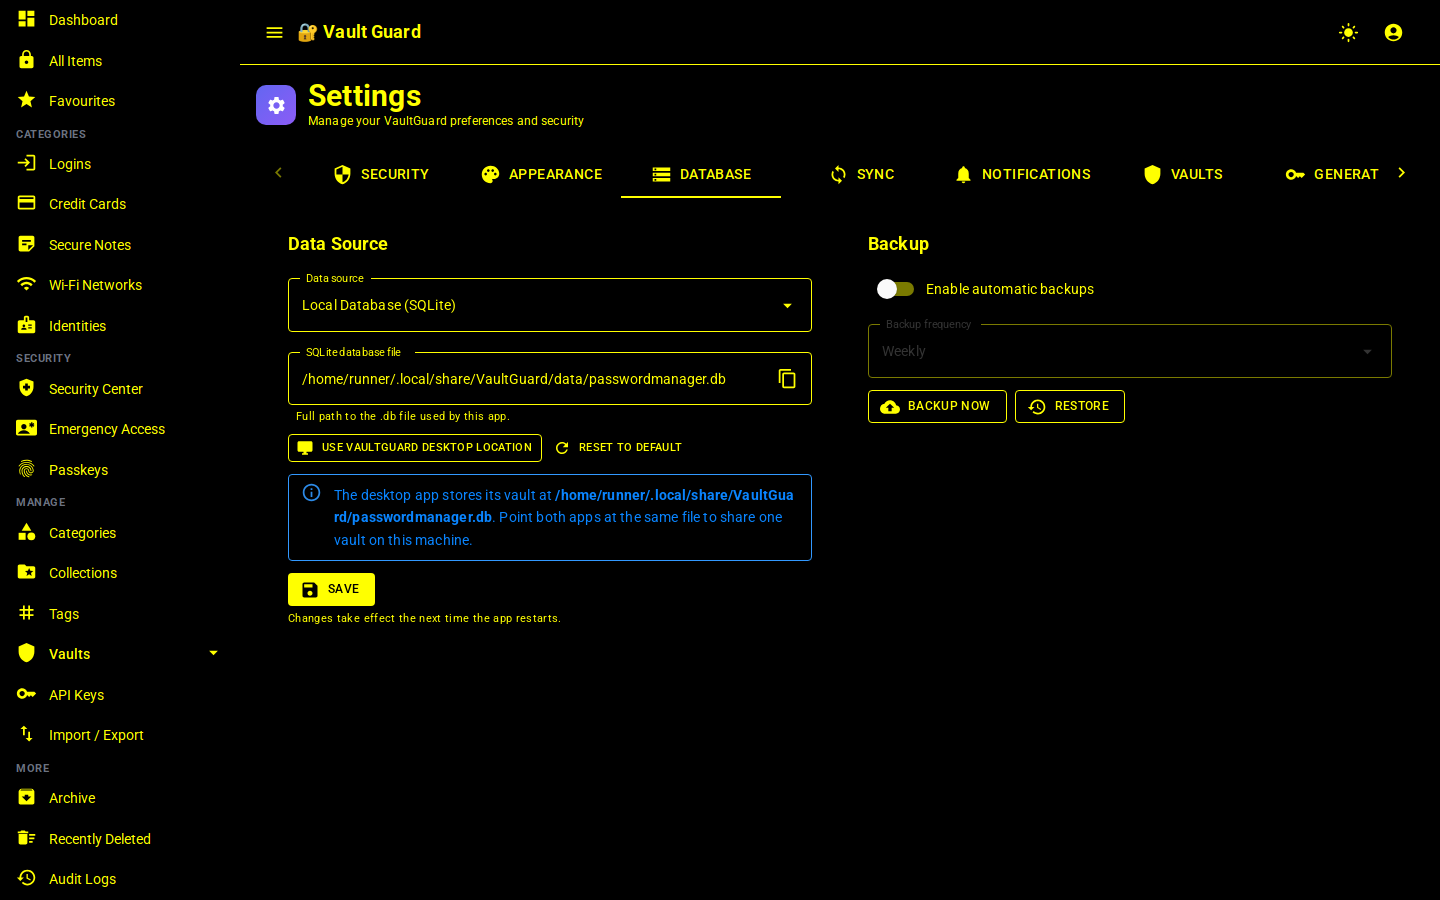 Dashboard
All Items
Favourites
CATEGORIES
Logins
Credit Cards
Secure Notes
Wi-Fi Networks
Identities
SECURITY
Security Center
Emergency Access
Passkeys
MANAGE
Categories
Collections
Tags
Vaults
API Keys
Import / Export
MORE
Archive
Recently Deleted
Audit Logs
Vault Guard
Settings
Manage your VaultGuard preferences and security
SECURITY
APPEARANCE
DATABASE
SYNC
NOTIFICATIONS
VAULTS
GENERAT
Data Source
Data source
Local Database (SQLite)
SQLite database file
/home/runner/.local/share/VaultGuard/data/passwordmanager.db
Full path to the .db file used by this app.
USE VAULTGUARD DESKTOP LOCATION
RESET TO DEFAULT
The desktop app stores its vault at /home/runner/.local/share/VaultGua
rd/passwordmanager.db. Point both apps at the same file to share one
vault on this machine.
SAVE
Changes take effect the next time the app restarts.
Backup
Enable automatic backups
Backup frequency
Weekly
BACKUP NOW
RESTORE